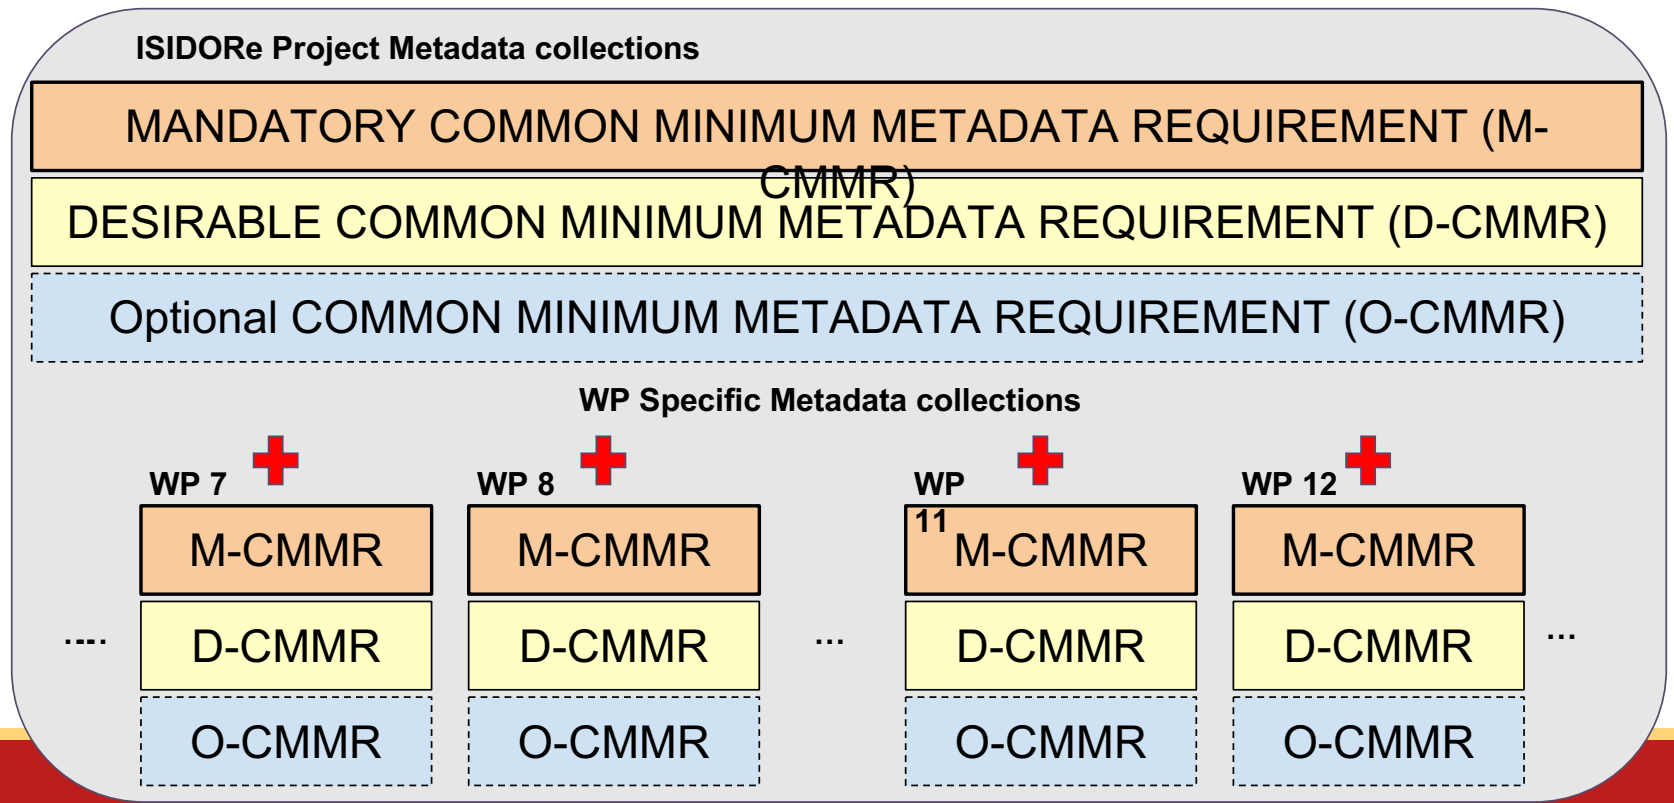 ISIDORe Project Metadata collections
MANDATORY COMMON MINIMUM METADATA REQUIREMENT (M-
CMMR)
DESIRABLE COMMON MINIMUM METADATA REQUIREMENT (D-CMMR)
Optional COMMON MINIMUM METADATA REQUIREMENT (O-CMMR)
WP Specific Metadata collections
WP 7
M-CMMR
D-CMMR
O-CMMR
WP 8
M-CMMR
D-CMMR
O-CMMR
WP
11
M-CMMR
D-CMMR
O-CMMR
WP 12
M-CMMR
D-CMMR
O-CMMR
.....
...
...